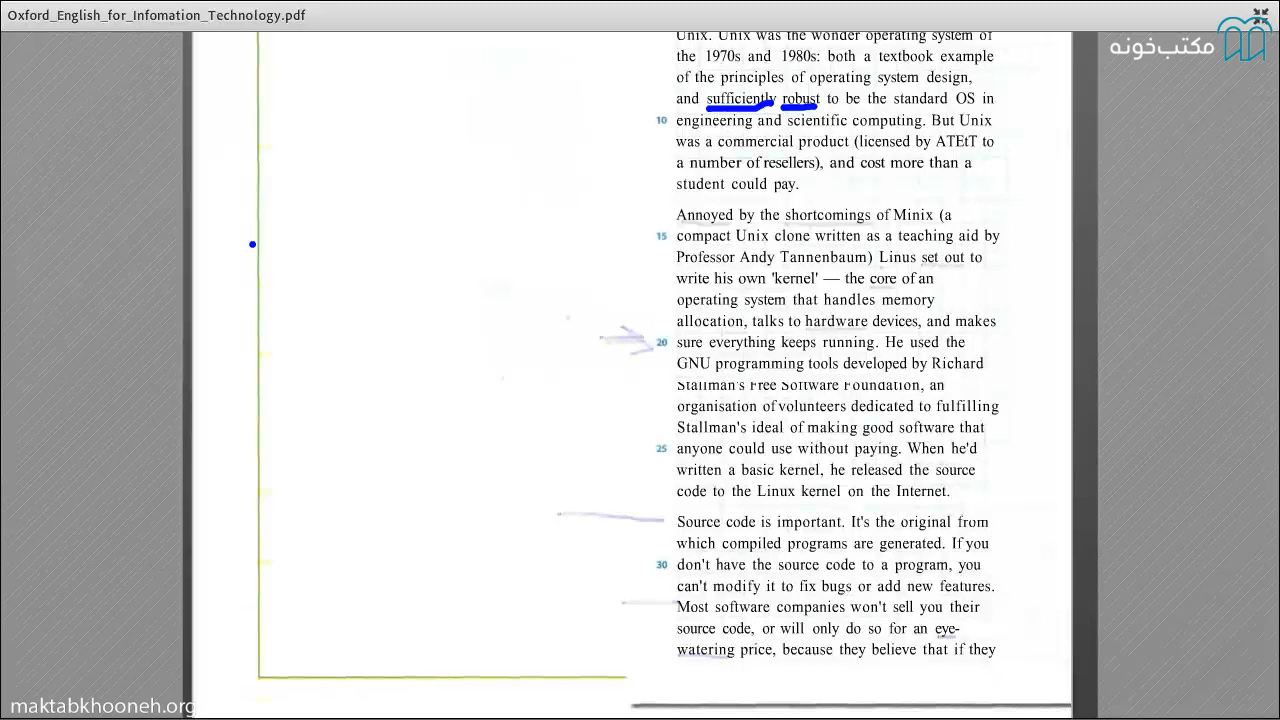 Oxford_English_for_Infomation_Technology.pdf
مکتب‌خونه
Unix. Unix was the wonder operating system of
the 1970s and 1980s: both a textbook example
of the principles of operating system design,
and sufficiently robust to be the standard OS in
10 engineering and scientific computing. But Unix
was a commercial product (licensed by ATEtT to
a number of resellers), and cost more than a
student could pay.
Annoyed by the shortcomings of Minix (a
15 compact Unix clone written as a teaching aid by
Professor Andy Tannenbaum) Linus set out to
write his own 'kernel' — the core of an
operating system that handles memory
allocation, talks to hardware devices, and makes
20 sure everything keeps running. He used the
GNU programming tools developed by Richard
Stallman's Free Software Foundation, an
organisation of volunteers dedicated to fulfilling
Stallman's ideal of making good software that
25 anyone could use without paying. When he'd
written a basic kernel, he released the source
code to the Linux kernel on the Internet.
Source code is important. It's the original from
which compiled programs are generated. If you
30 don't have the source code to a program, you
can't modify it to fix bugs or add new features.
Most software companies won't sell you their
source code, or will only do so for an eye-
watering price, because they believe that if they
maktabkhooneh.org